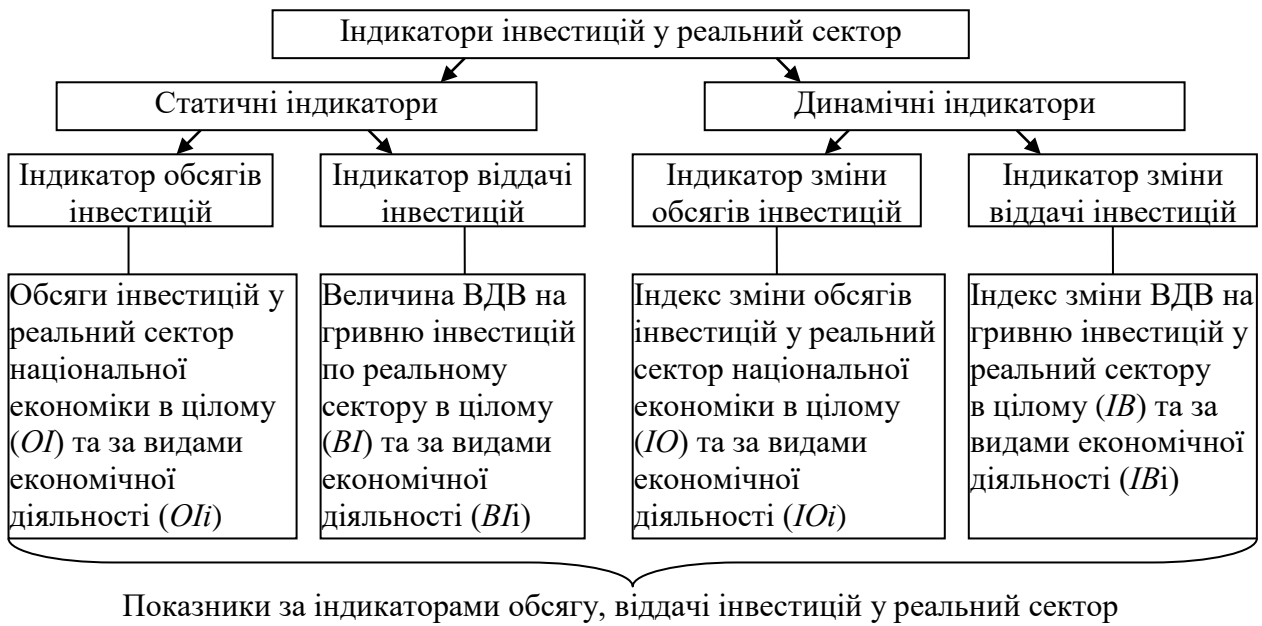 Індикатори інвестицій у реальний сектор
Статичні індикатори
Динамічні індикатори
Індикатор обсягів
інвестицій
Індикатор віддачі
інвестицій
Індикатор зміни
обсягів інвестицій
Індикатор зміни
віддачі інвестицій
Обсяги інвестицій у
реальний сектор
національної
економіки в цілому
(OI) та за видами
економічної
діяльності (OIi)
Величина ВДВ на
гривню інвестицій
по реальному
сектору в цілому
(BI) та за видами
економічної
діяльності (BIi)
Індекс зміни обсягів
інвестицій у реальний
сектор національної
економіки в цілому
(IO) та за видами
економічної
діяльності (IOi)
Індекс зміни ВДВ на
гривню інвестицій у
реальний сектору
в цілому (IB) та за
видами економічної
діяльності (IBi)
Показники за індикаторами обсягу, віддачі інвестицій у реальний сектор